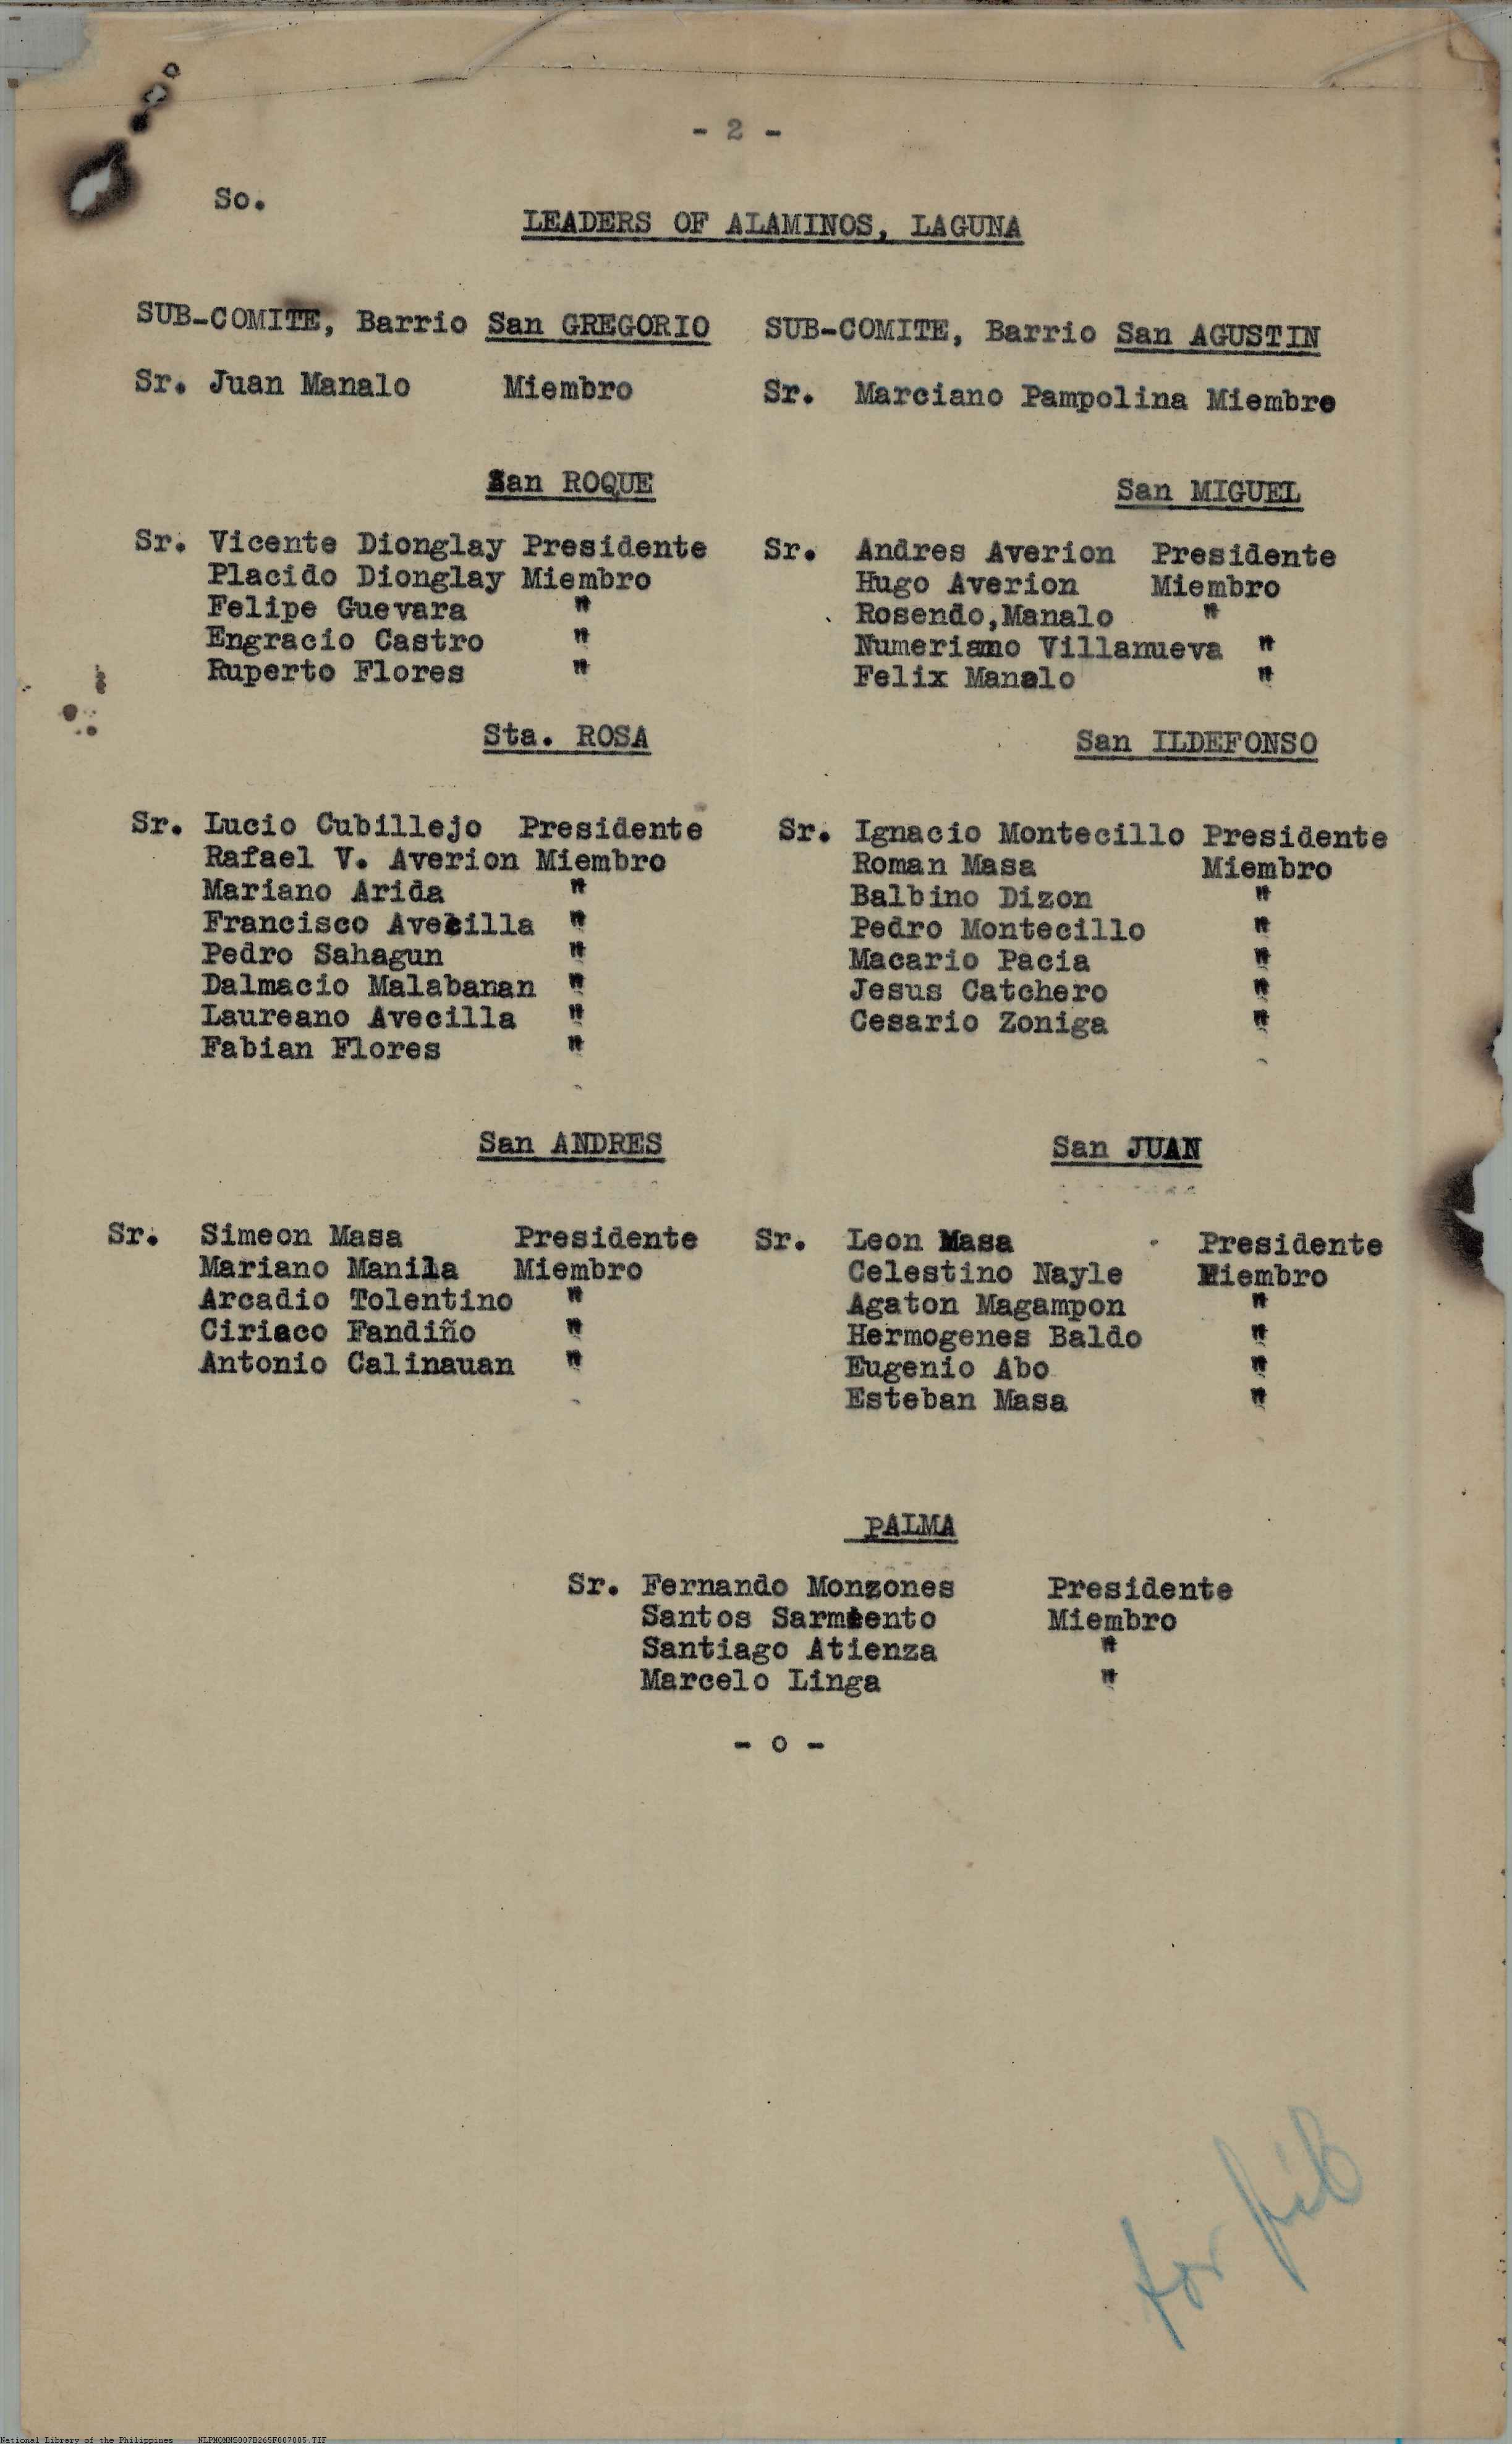 - 2 -
So.
LEADERS OF ALAMINOS, LAGUNA
SUB-COMITE, Barrio San GREGORIO
Sr. Juan Manalo Miembro
SUB-COMITE, Barrio San AGUSTIN
Sr. Marciano Pampolina Miembro
San ROQUE
Sr. Vicente Dionglay Presidente
Placido Dionglay Miembro
Felipe Guevara "
Engracio Castro "
Ruperto Flores "
San MIGUEL
Sr. Andres Averion Presidente
Hugo Averion Miembro
Rosendo,Manalo "
Numeriano Villanueva "
Felix Manalo "
Sta. ROSA
Sr. Lucio Cubillejo Presidente
Rafael V. Averion Miembro
Mariano Arida "
Francisco Avecilla "
Pedro Sahagun "
Dalmacio Malabanan "
Laureano Avecilla "
Fabian Flores "
San ILDEFONSO
Sr. Ignacio Montecillo Presidente
Roman Masa Miembro
Balbino Dizon "
Pedro Montecillo "
Macario Pacia "
Jesus Catchero "
Cesario Zoniga "
San ANDRES
Sr. Simeon Masa Presidente
Mariano Manila Miembro
Arcadio Tolentino "
Ciriaco Fandiño "
Antonio Calinauan "
San JUAN
Sr. Leon Masa Presidente
Celestino Nayle Miembro
Agaton Magampon "
Hermogenes Baldo "
Eugenio Abo "
Esteban Masa "
PALMA
Sr. Fernando Monzones Presidente
Santos Sarmiento Miembro
Santiago Atienza "
Marcelo Linga "
- o -
for file
National Library of the Philippines NLPMQMNS007B265F007005.TIF